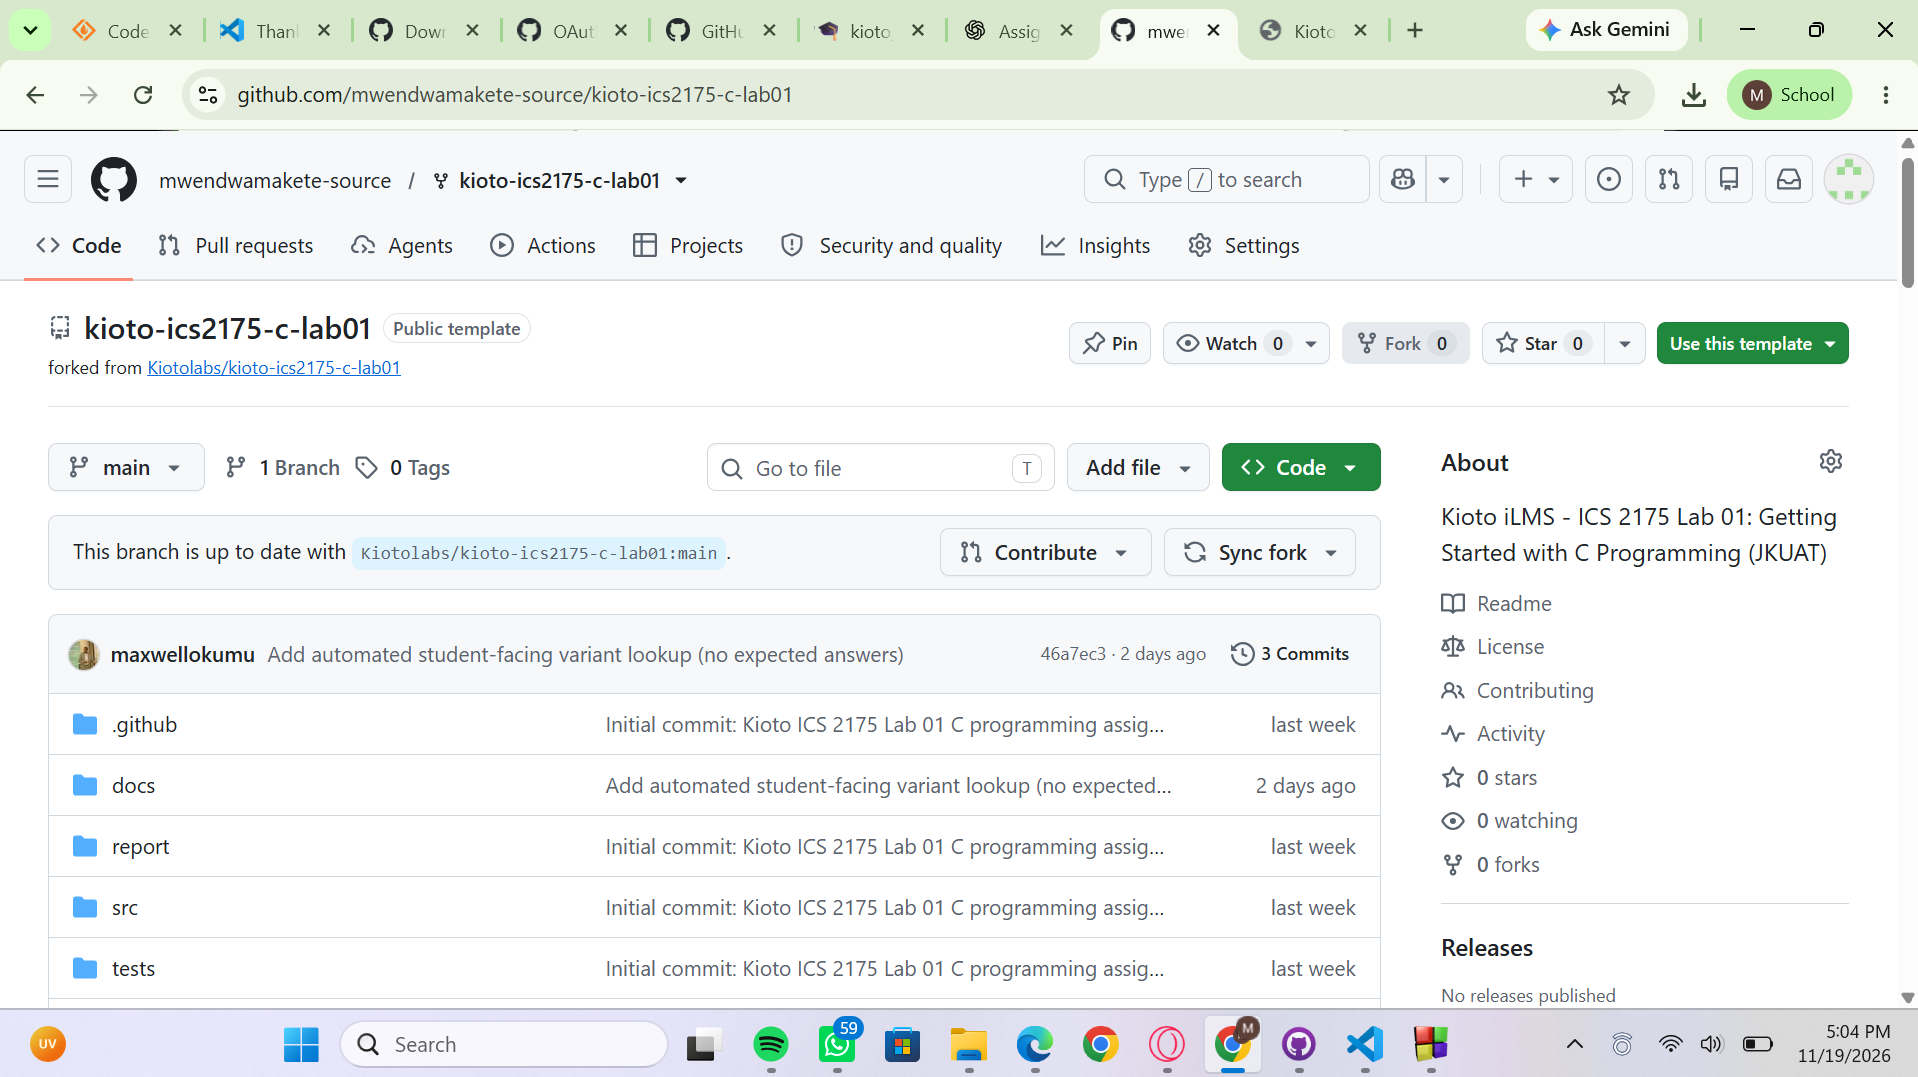 Code
Thank
Down
OAut
GitHu
kioto
Assig
mwer
Kioto
Ask Gemini
github.com/mwendwamakete-source/kioto-ics2175-c-lab01
M School
mwendwamakete-source / kioto-ics2175-c-lab01
Type / to search
Code
Pull requests
Agents
Actions
Projects
Security and quality
Insights
Settings
kioto-ics2175-c-lab01 Public template
forked from Kiotolabs/kioto-ics2175-c-lab01
Pin
Watch 0
Fork 0
Star 0
Use this template
main
1 Branch
0 Tags
Go to file T
Add file
Code
This branch is up to date with Kiotolabs/kioto-ics2175-c-lab01:main .
Contribute
Sync fork
maxwellokumu Add automated student-facing variant lookup (no expected answers) 46a7ec3 · 2 days ago 3 Commits
.github Initial commit: Kioto ICS 2175 Lab 01 C programming assig... last week
docs Add automated student-facing variant lookup (no expected... 2 days ago
report Initial commit: Kioto ICS 2175 Lab 01 C programming assig... last week
src Initial commit: Kioto ICS 2175 Lab 01 C programming assig... last week
tests Initial commit: Kioto ICS 2175 Lab 01 C programming assig... last week
About
Kioto iLMS - ICS 2175 Lab 01: Getting
Started with C Programming (JKUAT)
Readme
License
Contributing
Activity
0 stars
0 watching
0 forks
Releases
No releases published
UV
Search
59
M
5:04 PM
11/19/2026